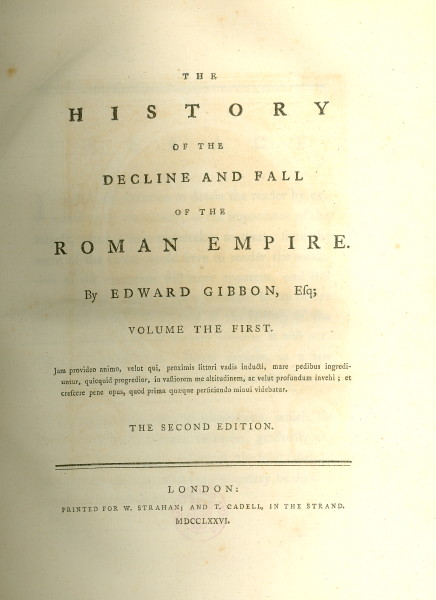 THE
HISTORY
OF THE
DECLINE AND FALL
OF THE
ROMAN EMPIRE.
By EDWARD GIBBON, Eſq;
VOLUME THE FIRST.
Jam provideo animo, velut qui, proximis littori vadis inducti, mare pedibus ingredi-
untur, quicquid progredior, in vaſtiorem me altitudinem, ac velut profundum invehi; et
creſcere pene opus, quod prima quæque perficiendo minui videbatur.
THE SECOND EDITION.
LONDON:
PRINTED FOR W. STRAHAN; AND T. CADELL, IN THE STRAND.
MDCCLXXVI.